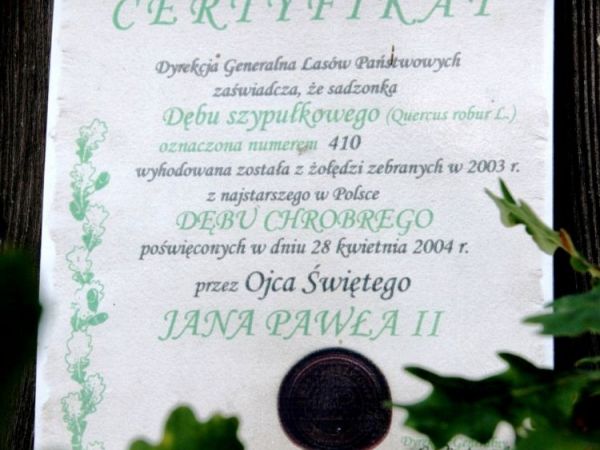 CERTYFIKAT
Dyrekcja Generalna Lasów Państwowych
zaświadcza, że sadzonka
Dębu szypułkowego (Quercus robur L.)
oznaczona numerem 410
wyhodowana została z żołędzi zebranych w 2003 r.
z najstarszego w Polsce
DĘBU CHROBREGO
poświęconych w dniu 28 kwietnia 2004 r.
przez Ojca Świętego
JANA PAWŁA II